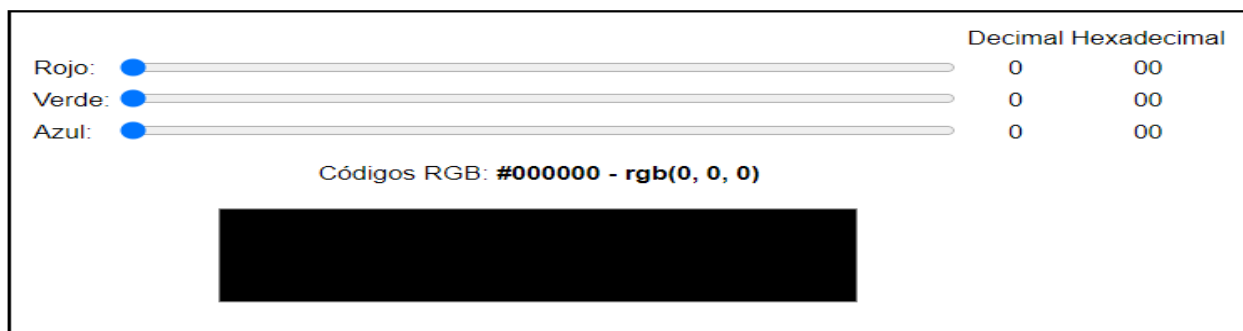 Decimal Hexadecimal
Rojo: 0 00
Verde: 0 00
Azul: 0 00
Códigos RGB: #000000 - rgb(0, 0, 0)